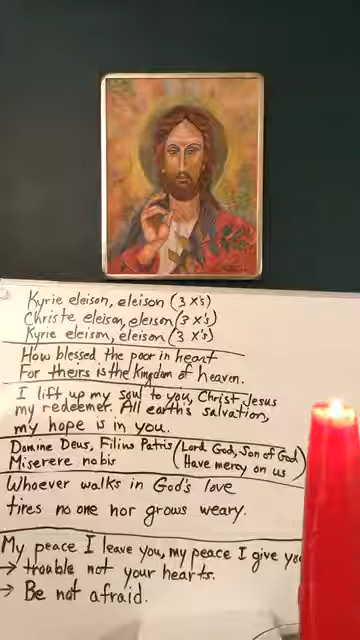 Kyrie eleison, eleison (3 x's)
Christe eleison, eleison (3 x's)
Kyrie eleison, eleison (3 x's)
How blessed the poor in heart
For theirs is the Kingdom of heaven.
I lift up my soul to you, Christ Jesus
my redeemer. All earth's salvation,
my hope is in you.
Domine Deus, Filius Patris (Lord God, Son of God
Miserere nobis Have mercy on us)
Whoever walks in God's love
tires no one nor grows weary.
My peace I leave you, my peace I give
→ trouble not your hearts.
→ Be not afraid.